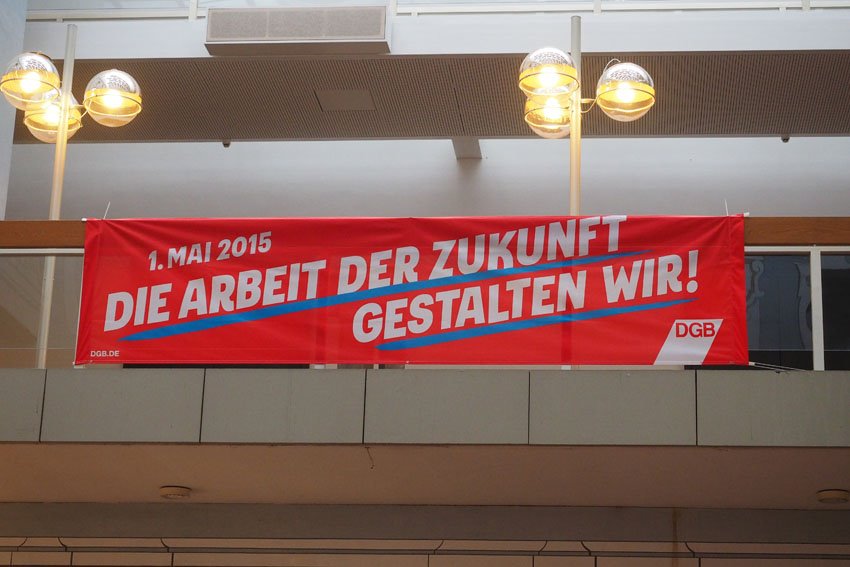 1. MAI 2015
DIE ARBEIT DER ZUKUNFT
GESTALTEN WIR!
DGB
DGB.DE